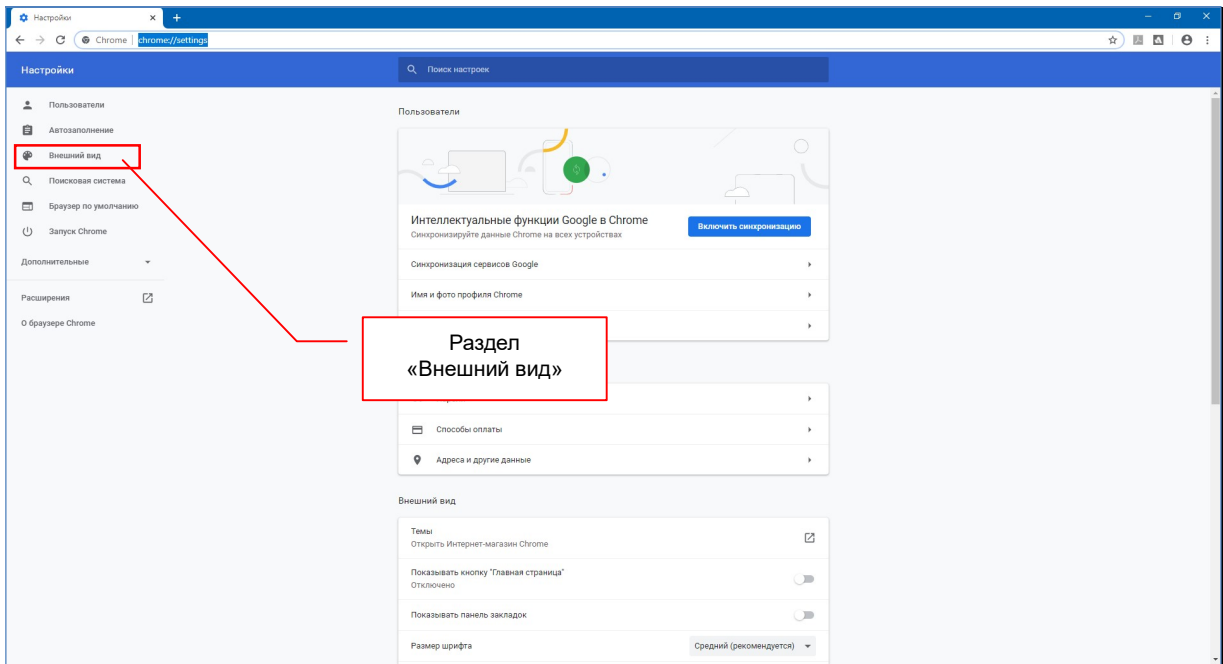 Настройки
Chrome | chrome://settings
Настройки
Поиск настроек
Пользователи
Автозаполнение
Внешний вид
Поисковая система
Браузер по умолчанию
Запуск Chrome
Дополнительные
Расширения
О браузере Chrome
Пользователи
Интеллектуальные функции Google в Chrome
Синхронизируйте данные Chrome на всех устройствах
Включить синхронизацию
Синхронизация сервисов Google
Имя и фото профиля Chrome
Раздел
«Внешний вид»
Способы оплаты
Адреса и другие данные
Внешний вид
Темы
Открыть Интернет-магазин Chrome
Показывать кнопку "Главная страница"
Отключено
Показывать панель закладок
Размер шрифта
Средний (рекомендуется)